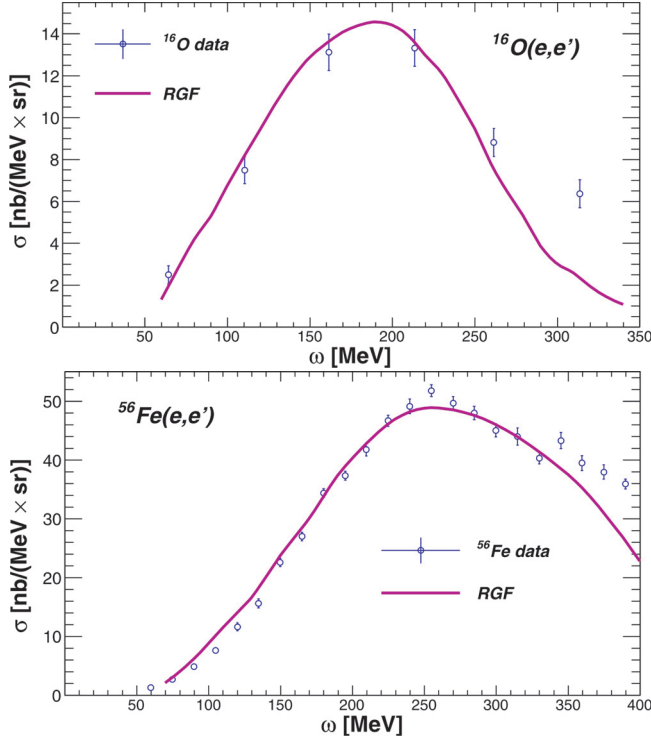 14
12
10
8
6
4
2
0
σ [nb/(MeV × sr)]
¹⁶O data
RGF
¹⁶O(e,e’)
50
100
150
200
250
300
350
ω [MeV]
50
40
30
20
10
0
σ [nb/(MeV × sr)]
⁵⁶Fe(e,e’)
⁵⁶Fe data
RGF
50
100
150
200
250
300
350
400
ω [MeV]